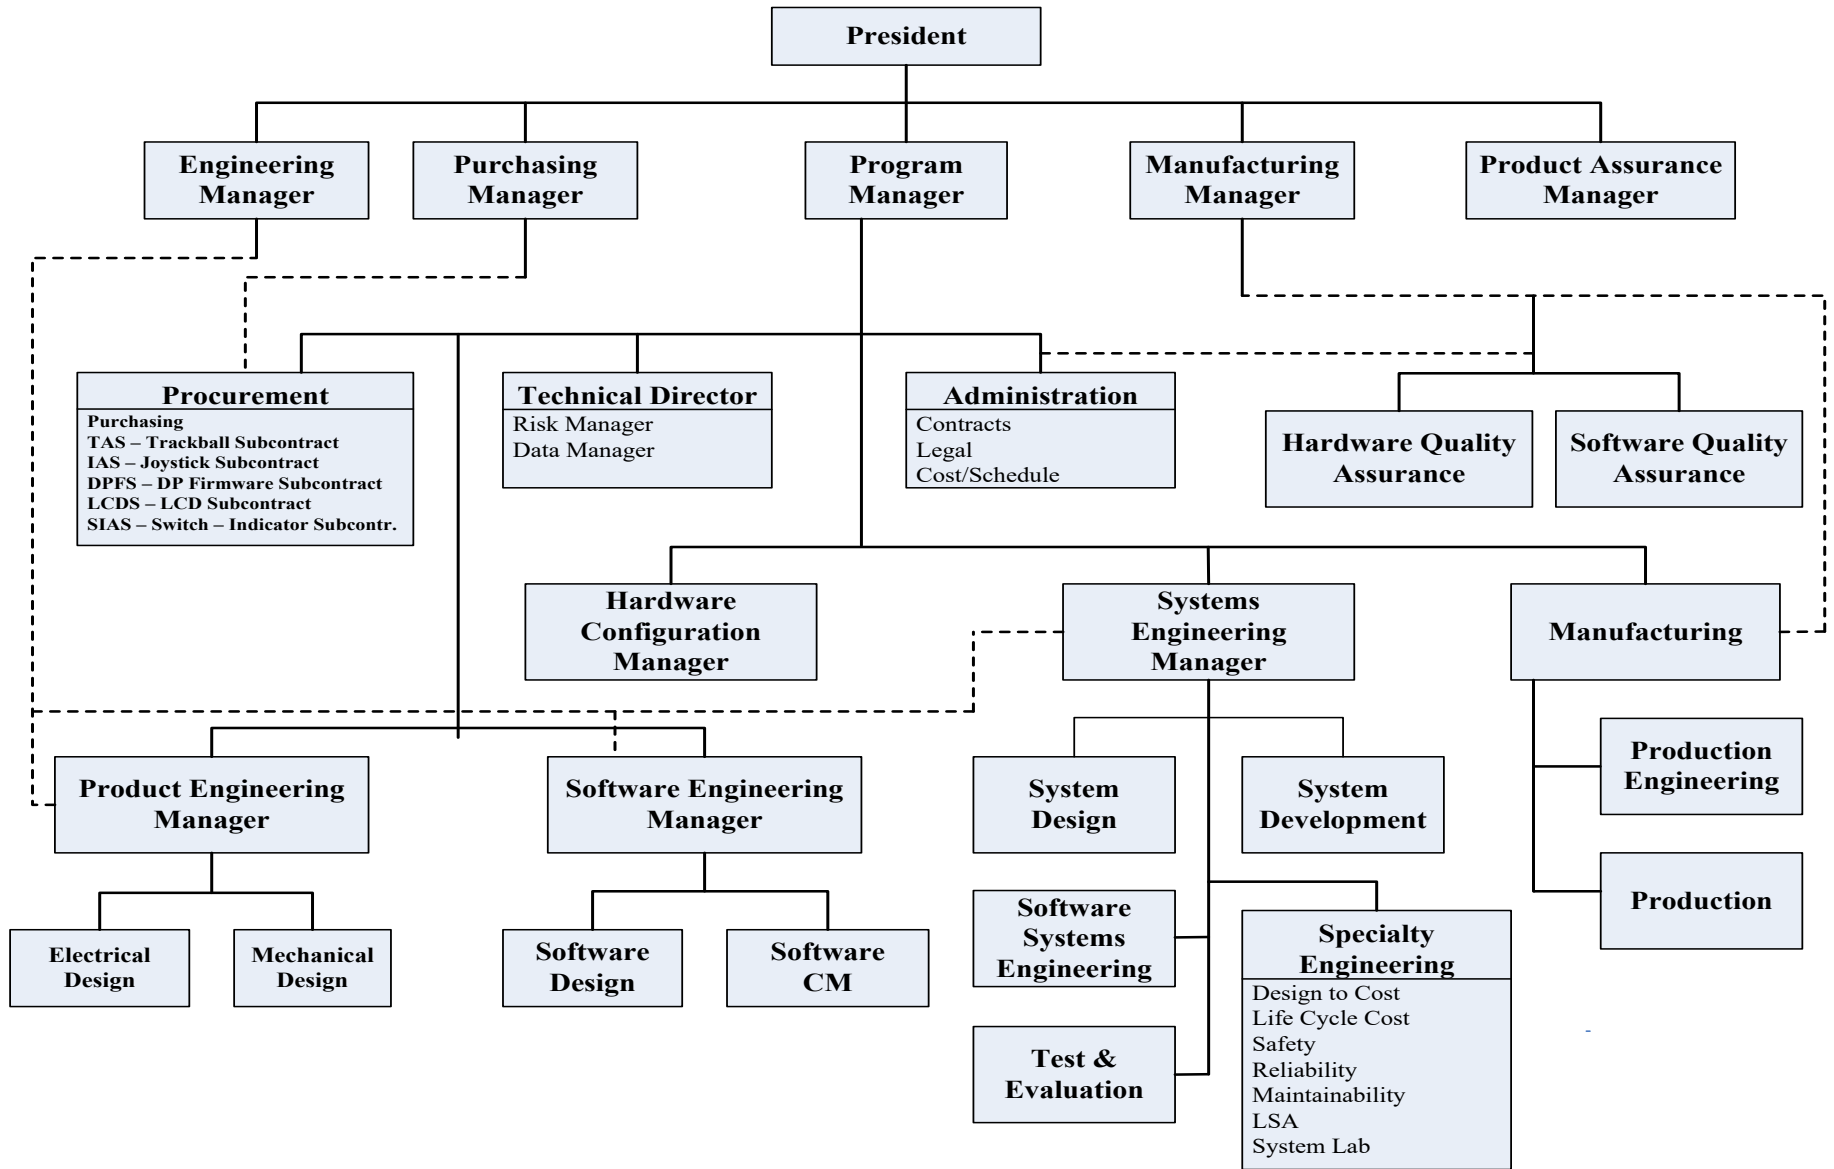 President
Engineering
Manager
Purchasing
Manager
Program
Manager
Manufacturing
Manager
Product Assurance
Manager
Procurement
Purchasing
TAS – Trackball Subcontract
IAS – Joystick Subcontract
DPFS – DP Firmware Subcontract
LCDS – LCD Subcontract
SIAS – Switch – Indicator Subcontr.
Technical Director
Risk Manager
Data Manager
Administration
Contracts
Legal
Cost/Schedule
Hardware Quality
Assurance
Software Quality
Assurance
Hardware
Configuration
Manager
Systems
Engineering
Manager
Manufacturing
Product Engineering
Manager
Software Engineering
Manager
System
Design
System
Development
Production
Engineering
Electrical
Design
Mechanical
Design
Software
Design
Software
CM
Software
Systems
Engineering
Specialty
Engineering
Design to Cost
Life Cycle Cost
Safety
Reliability
Maintainability
LSA
System Lab
Production
Test &
Evaluation